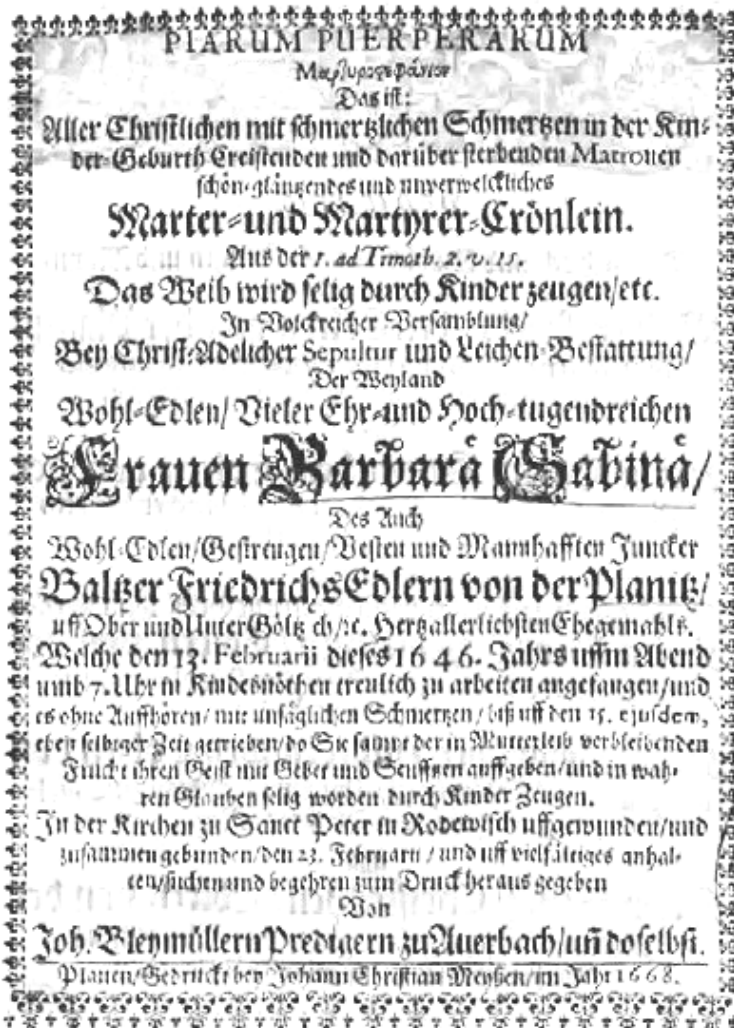 PIARUM PUERPERARUM
Μαρτυροστεφάνιον
Das ist:
Aller Christlichen mit schmertzlichen Schmertzen in der Kin-
der-Geburth Creistenden und darüber sterbenden Matronen
schön-gläntzendes und unverwelckliches
Marter- und Martyrer-Crönlein.
Aus der 1. ad Timoth. 2. v. 15.
Das Weib wird selig durch Kinder zeugen/etc.
In Volckreicher Versamblung/
Bey Christ-Adelicher Sepultur und Leichen-Bestattung/
Der Weyland
Wohl-Edlen/ Vieler Ehr- und Hoch-tugendreichen
Frauen Barbarâ Sabinâ/
Des Auch
Wohl-Edlen/Gestrengen/Vesten und Mannhafften Juncker
Baltzer Friedrichs Edlern von der Planitz/
uff Ober und Unter Göltzch/ꝛc. Hertzallerliebsten Ehegemahls.
Welche den 13. Februarii dieses 1646. Jahrs uffm Abend
umb 7. Uhr in Kindesnöthen treulich zu arbeiten angefangen/und
es ohne Auffhören/ mit unsäglichen Schmertzen/ biß uff den 15. ejusdem,
eben selbiger Zeit getrieben/do Sie sampt der in Mutterleib verbleibenden
Frucht ihren Geist mit Gebet und Seufftzen auffgeben/und in wah-
ren Glauben selig worden durch Kinder Zeugen.
In der Kirchen zu Sanct Peter in Rodewisch uffgewunden/und
zusammen gebunden/den 23. Februarii/ und uff vielfältiges anhal-
ten/suchen und begehren zum Druck heraus gegeben
Von
Joh. Bleymüllern Predigern zu Auerbach/uñ doselbst.
Plauen/Gedruckt bey Johann Christian Meyßen/im Jahr 1668.